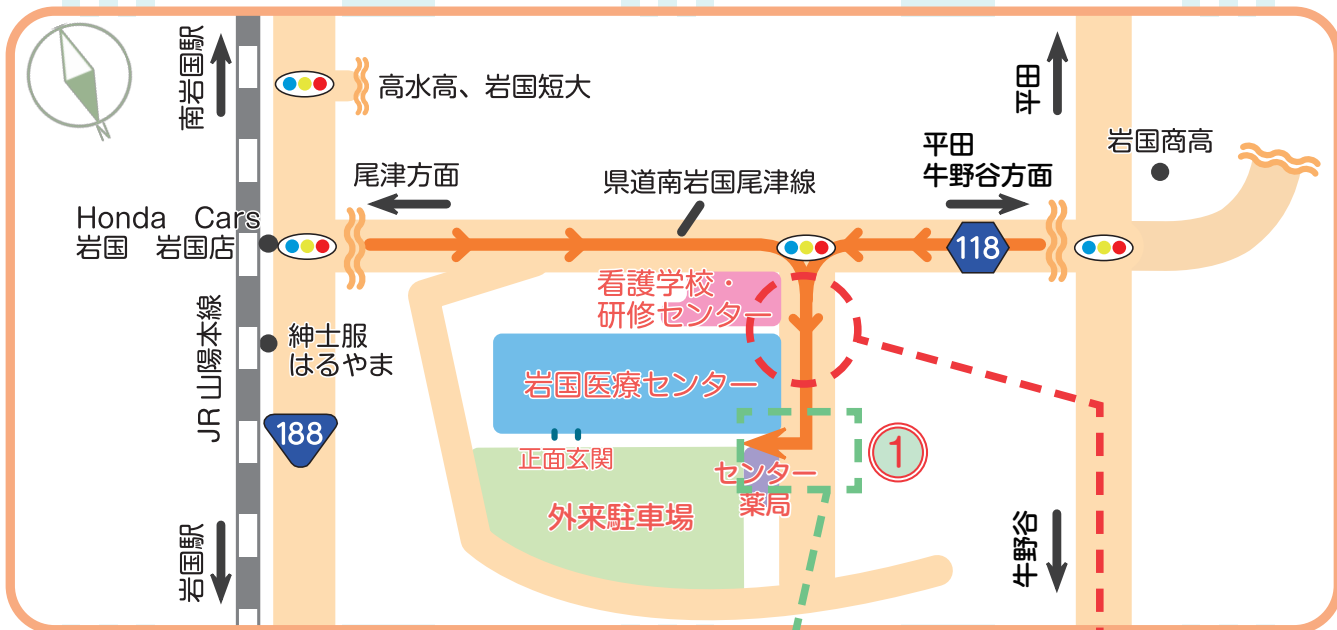 南岩国駅
高水高、岩国短大
平田
岩国商高
平田
牛野谷方面
尾津方面
県道南岩国尾津線
Honda Cars
岩国 岩国店
118
看護学校・
研修センター
紳士服
はるやま
JR山陽本線
岩国医療センター
188
正面玄関
センター
薬局
1
外来駐車場
岩国駅
牛野谷